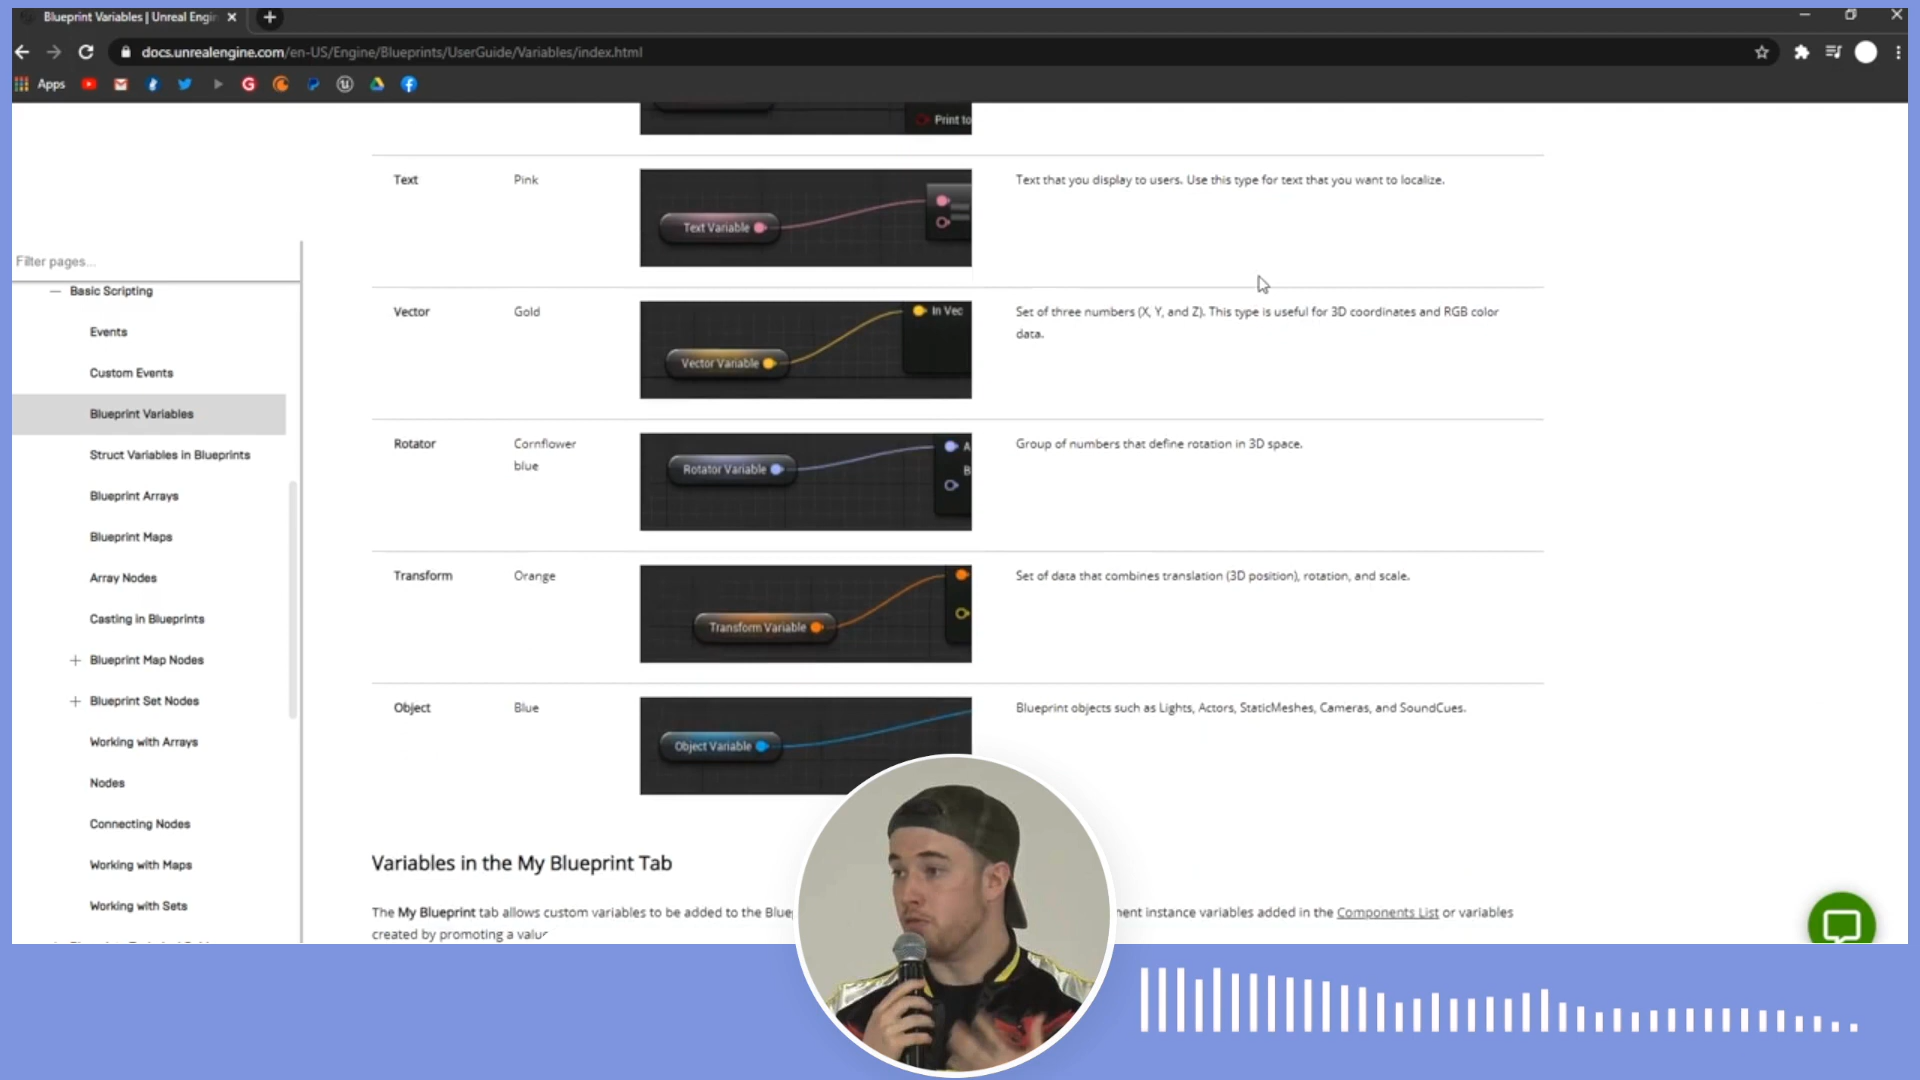 Blueprint Variables | Unreal Engin
docs.unrealengine.com/en-US/Engine/Blueprints/UserGuide/Variables/index.html
Apps
Print to
Text
Pink
Text Variable
Text that you display to users. Use this type for text that you want to localize.
Filter pages...
Basic Scripting
Events
Custom Events
Blueprint Variables
Struct Variables in Blueprints
Blueprint Arrays
Blueprint Maps
Array Nodes
Casting in Blueprints
Blueprint Map Nodes
Blueprint Set Nodes
Working with Arrays
Nodes
Connecting Nodes
Working with Maps
Working with Sets
Vector
Gold
In Vec
Vector Variable
Set of three numbers (X, Y, and Z). This type is useful for 3D coordinates and RGB color
data.
Rotator
Cornflower
blue
A
Rotator Variable
B
Group of numbers that define rotation in 3D space.
Transform
Orange
Transform Variable
Set of data that combines translation (3D position), rotation, and scale.
Object
Blue
Object Variable
Blueprint objects such as Lights, Actors, StaticMeshes, Cameras, and SoundCues.
Variables in the My Blueprint Tab
The My Blueprint tab allows custom variables to be added to the Blue nent instance variables added in the Components List or variables
created by promoting a value